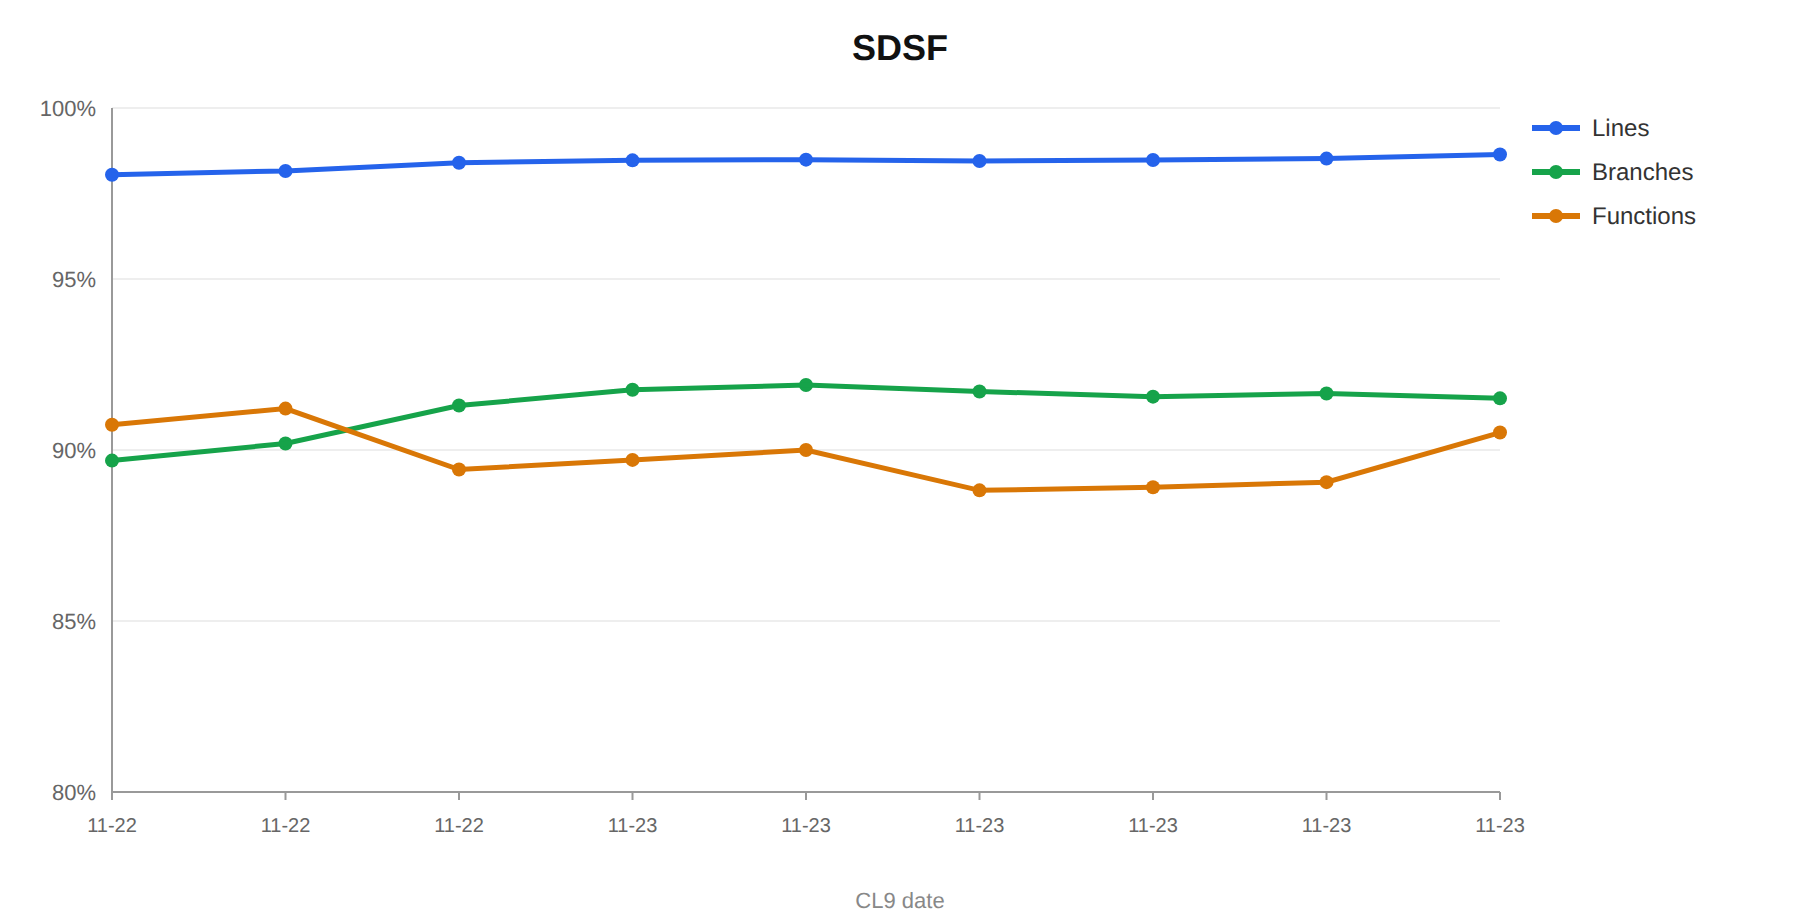 SDSF
100%
95%
90%
85%
80%
11-22 11-22 11-22 11-23 11-23 11-23 11-23 11-23 11-23
CL9 date
Lines
Branches
Functions